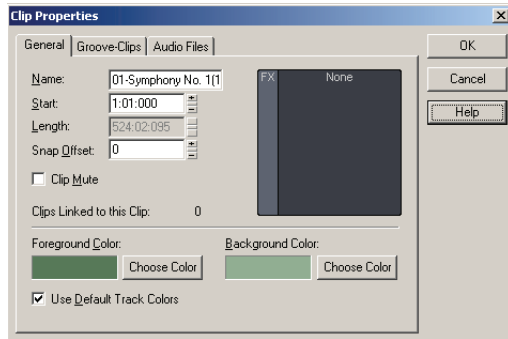 Clip Properties
General Groove-Clips Audio Files
OK
Cancel
Help
Name: 01-Symphony No. 1(1
Start: 1:01:000
Length: 524:02:095
Snap Offset: 0
FX None
Clip Mute
Clips Linked to this Clip: 0
Foreground Color: Background Color:
Choose Color Choose Color
Use Default Track Colors